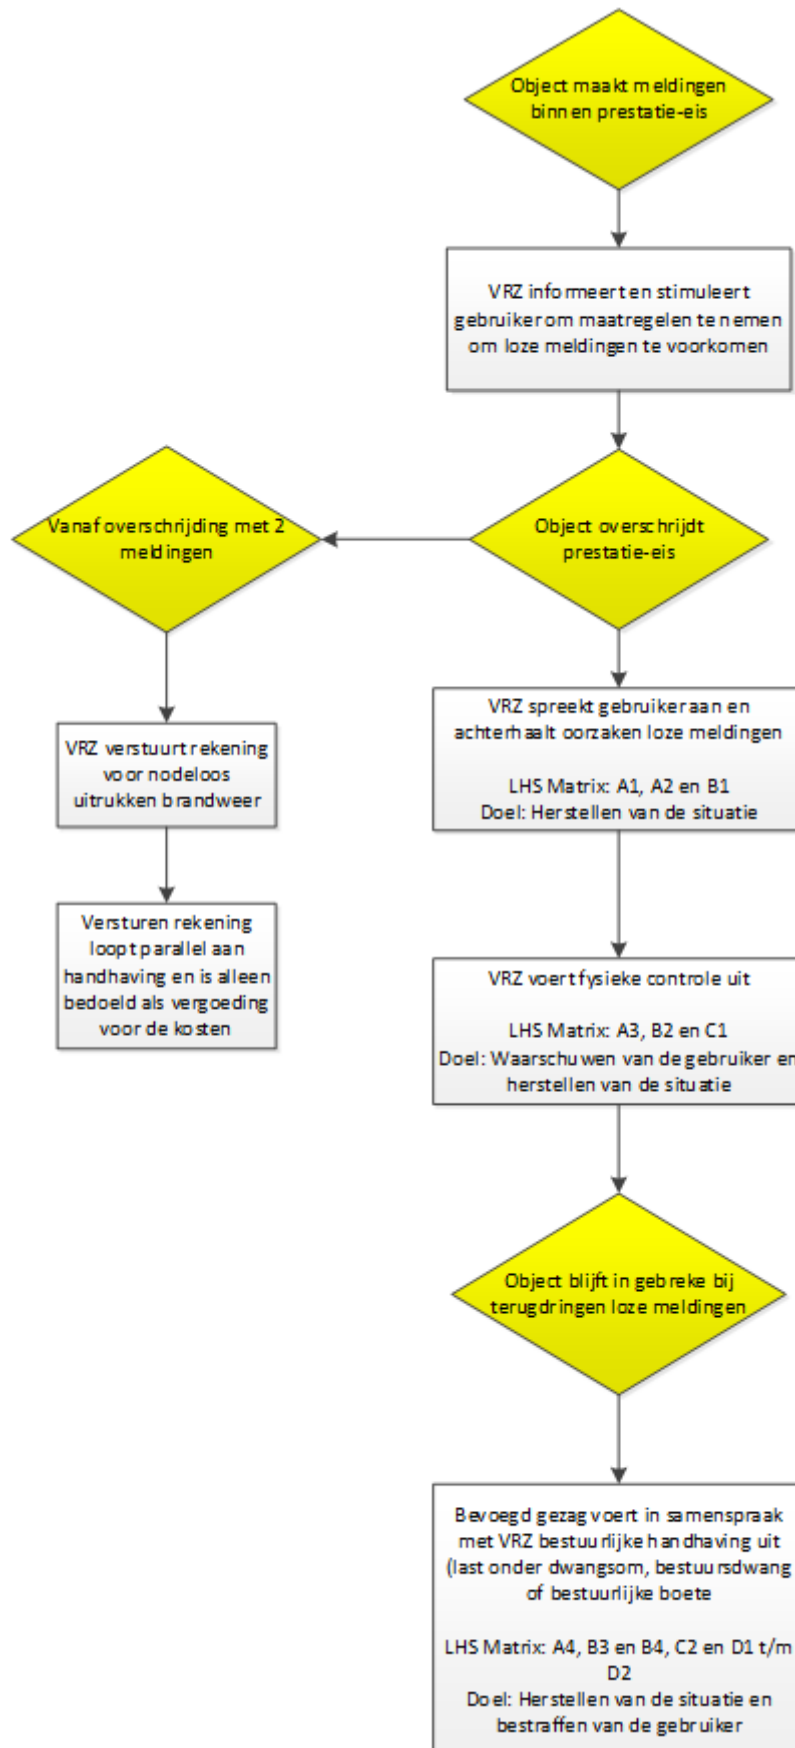 Object maakt meldingen
binnen prestatie-eis
VRZ informeert en stimuleert
gebruiker om maatregelen te nemen
om loze meldingen te voorkomen
Object overschrijdt
prestatie-eis
Vanaf overschrijding met 2
meldingen
VRZ verstuurt rekening
voor nodeloos
uitrukken brandweer
Versturen rekening
loopt parallel aan
handhaving en is alleen
bedoeld als vergoeding
voor de kosten
VRZ spreekt gebruiker aan en
achterhaalt oorzaken loze meldingen
LHS Matrix: A1, A2 en B1
Doel: Herstellen van de situatie
VRZ voert fysieke controle uit
LHS Matrix: A3, B2 en C1
Doel: Waarschuwen van de gebruiker en
herstellen van de situatie
Object blijft in gebreke bij
terugdringen loze meldingen
Bevoegd gezag voert in samenspraak
met VRZ bestuurlijke handhaving uit
(last onder dwangsom, bestuursdwang
of bestuurlijke boete
LHS Matrix: A4, B3 en B4, C2 en D1 t/m
D2
Doel: Herstellen van de situatie en
bestraffen van de gebruiker